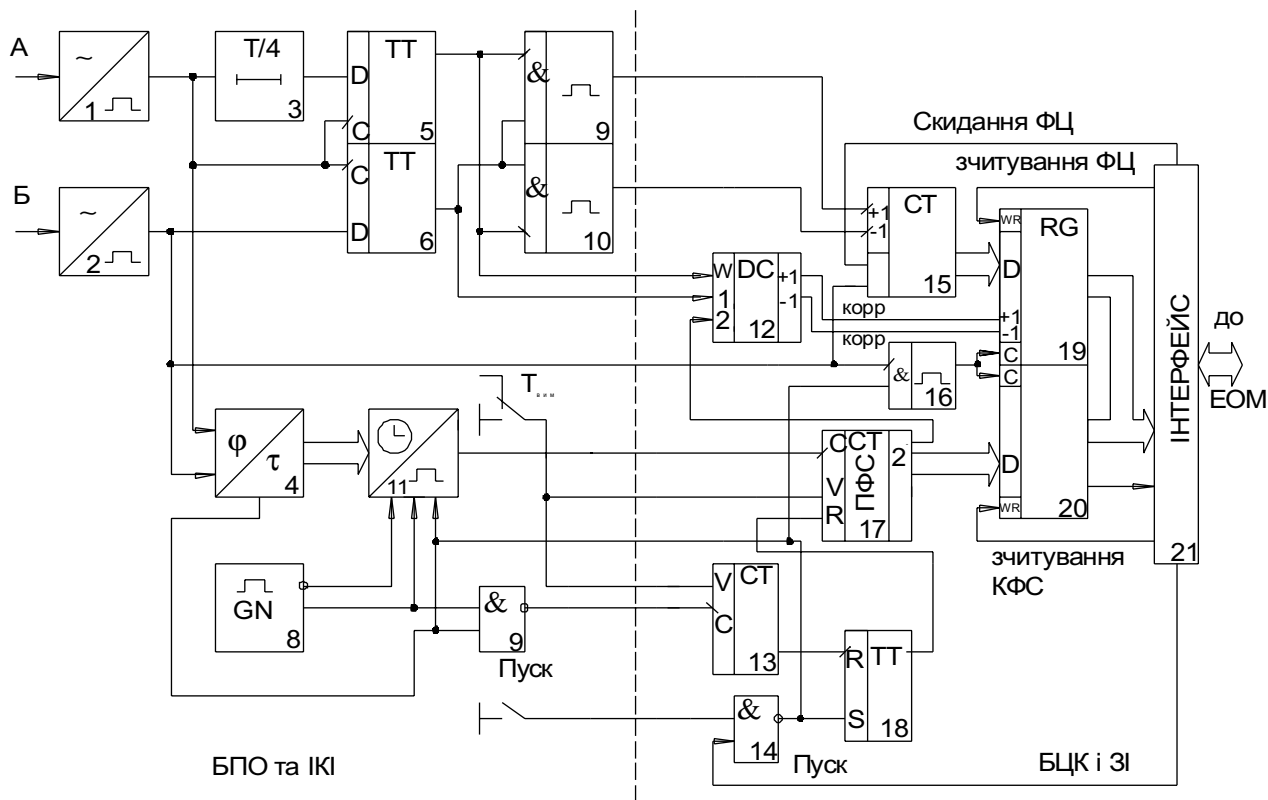 А
~
1
T/4
3
D
TT
C
5
C
TT
D
6
&
9
&
10
Б
~
2
Скидання ФЦ
зчитування ФЦ
+1
-1
CT
15
WR
RG
D
+1
-1
C
19
C
D
WR
20
W
1
2
DC
+1
-1
12
корр
корр
&
16
ІНТЕРФЕЙС
21
до
ЕОМ
φ
τ
4
11
T
C
CT
2
ПФС
V
R
17
зчитування
КФС
GN
8
&
9
Пуск
V
CT
C
13
R
TT
S
18
&
14
Пуск
БПО та ІКІ
БЦК і ЗІ